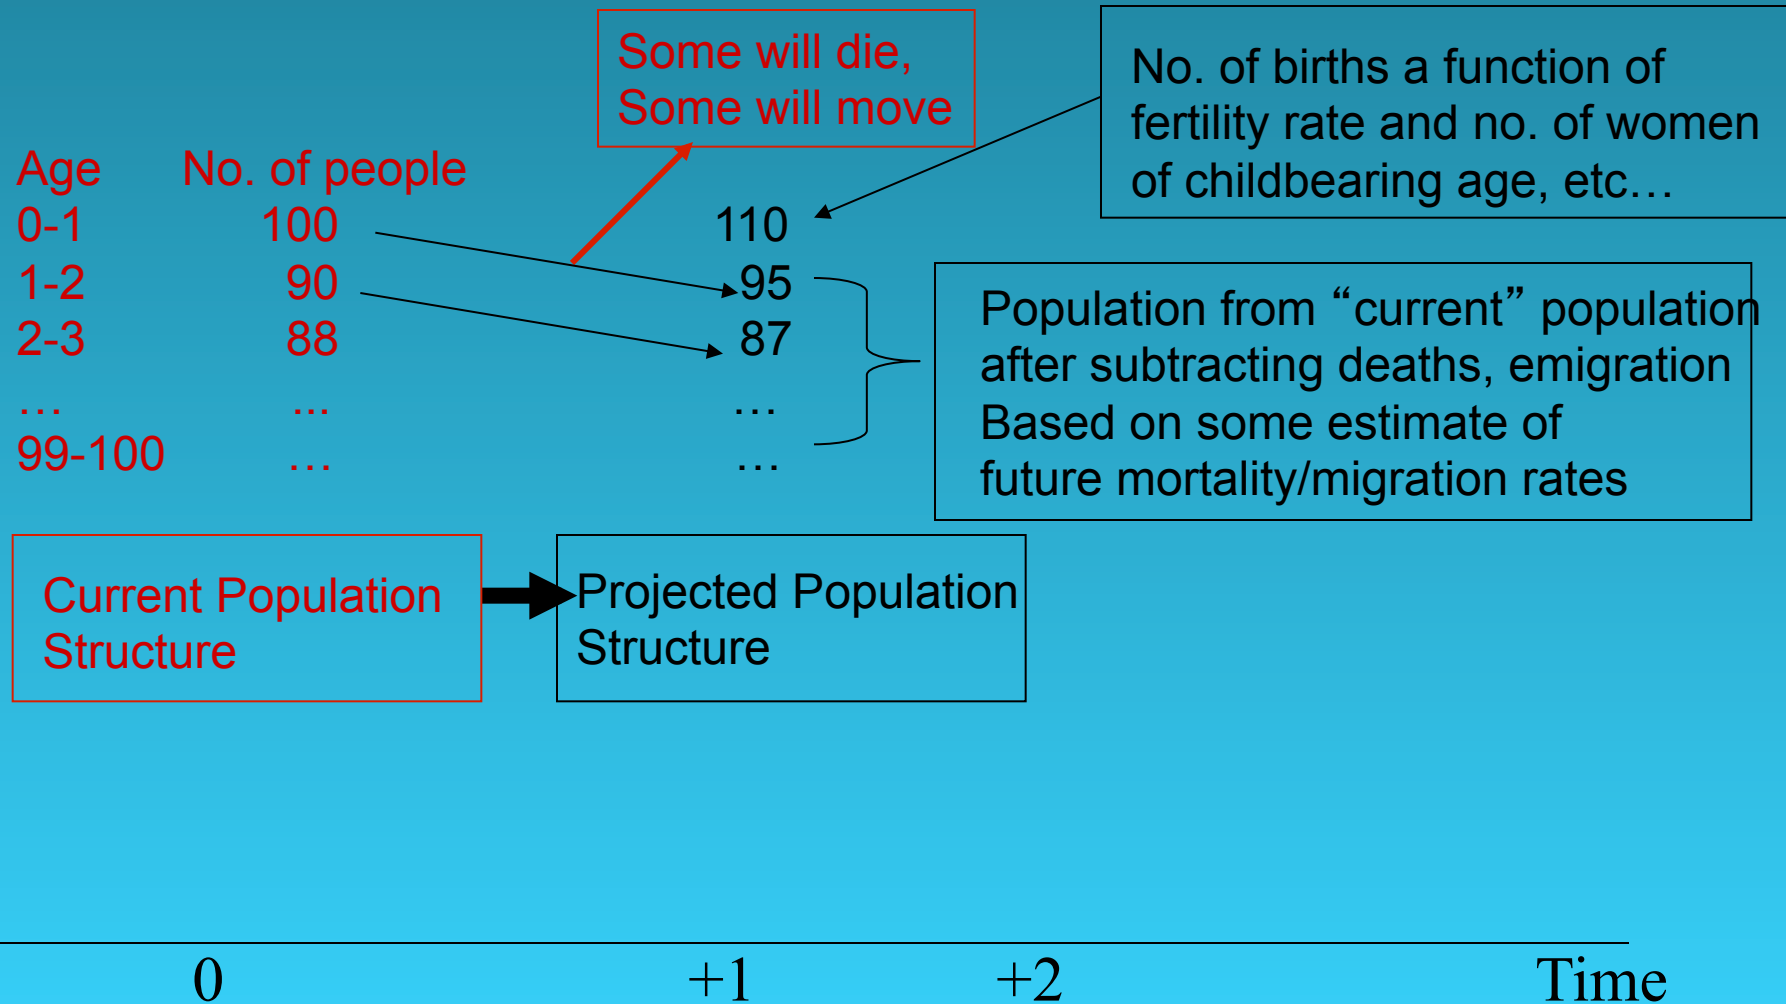 Some will die,
Some will move
No. of births a function of
fertility rate and no. of women
of childbearing age, etc…
Age No. of people
0-1 100 110
1-2 90 95
2-3 88 87
… ... …
99-100 … …
Population from “current” population
after subtracting deaths, emigration
Based on some estimate of
future mortality/migration rates
Current Population
Structure
Projected Population
Structure
0 +1 +2 Time